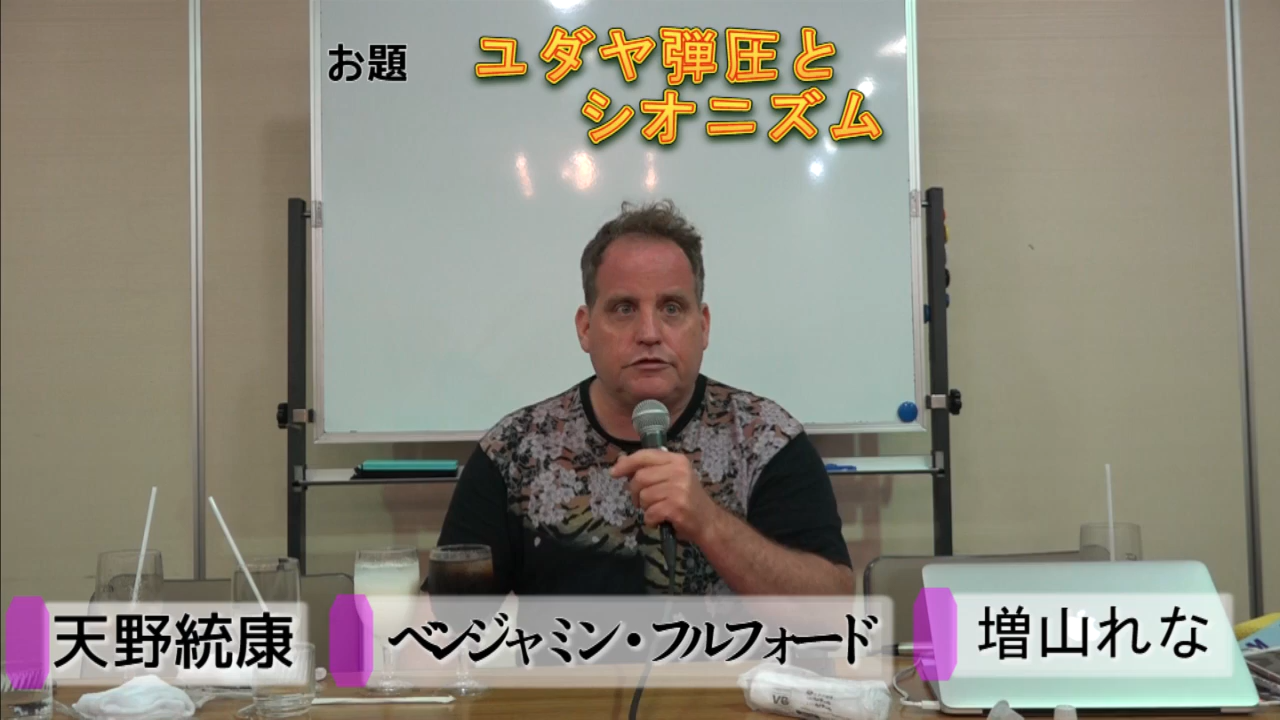 お題
ユダヤ弾圧と
シオニズム
天野統康
ベンジャミン・フルフォード
増山れな
VB